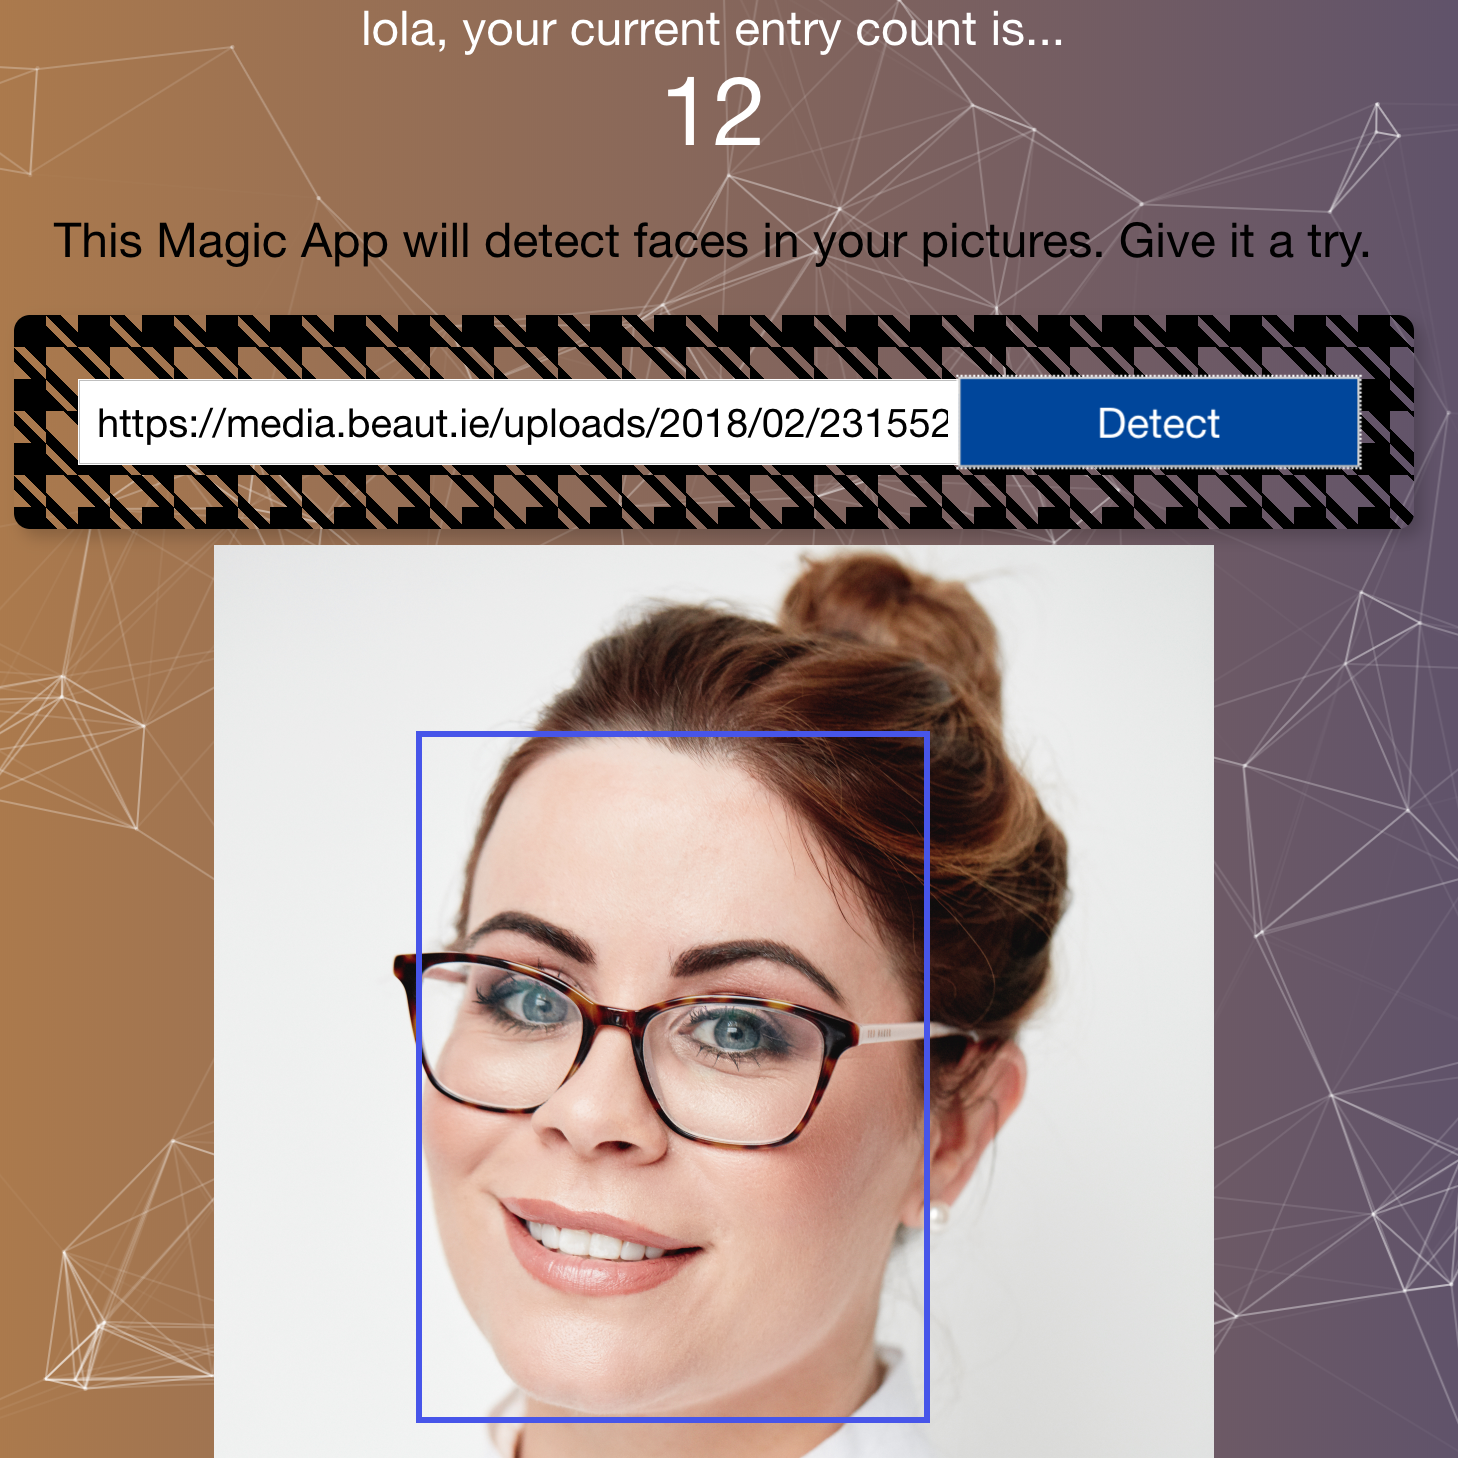 lola, your current entry count is...
12
This Magic App will detect faces in your pictures. Give it a try.
https://media.beaut.ie/uploads/2018/02/231552
Detect